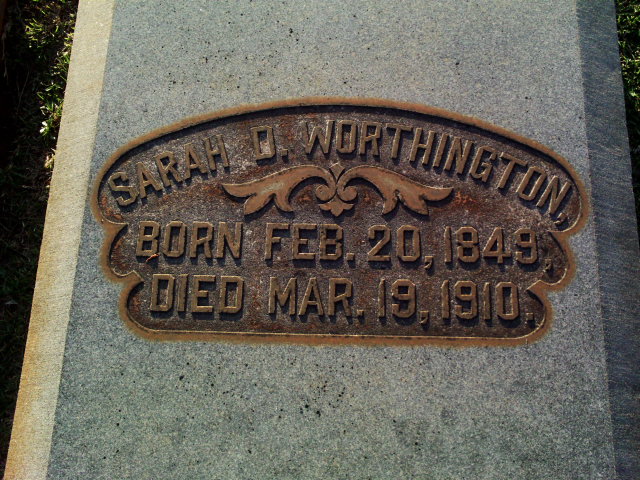 SARAH D. WORTHINGTON,
BORN FEB. 20, 1849,
DIED MAR. 19, 1910.